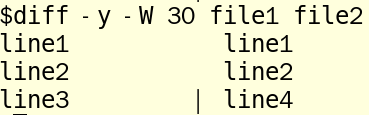 $diff -y -W 30 file1 file2
line1           line1
line2           line2
line3         | line4